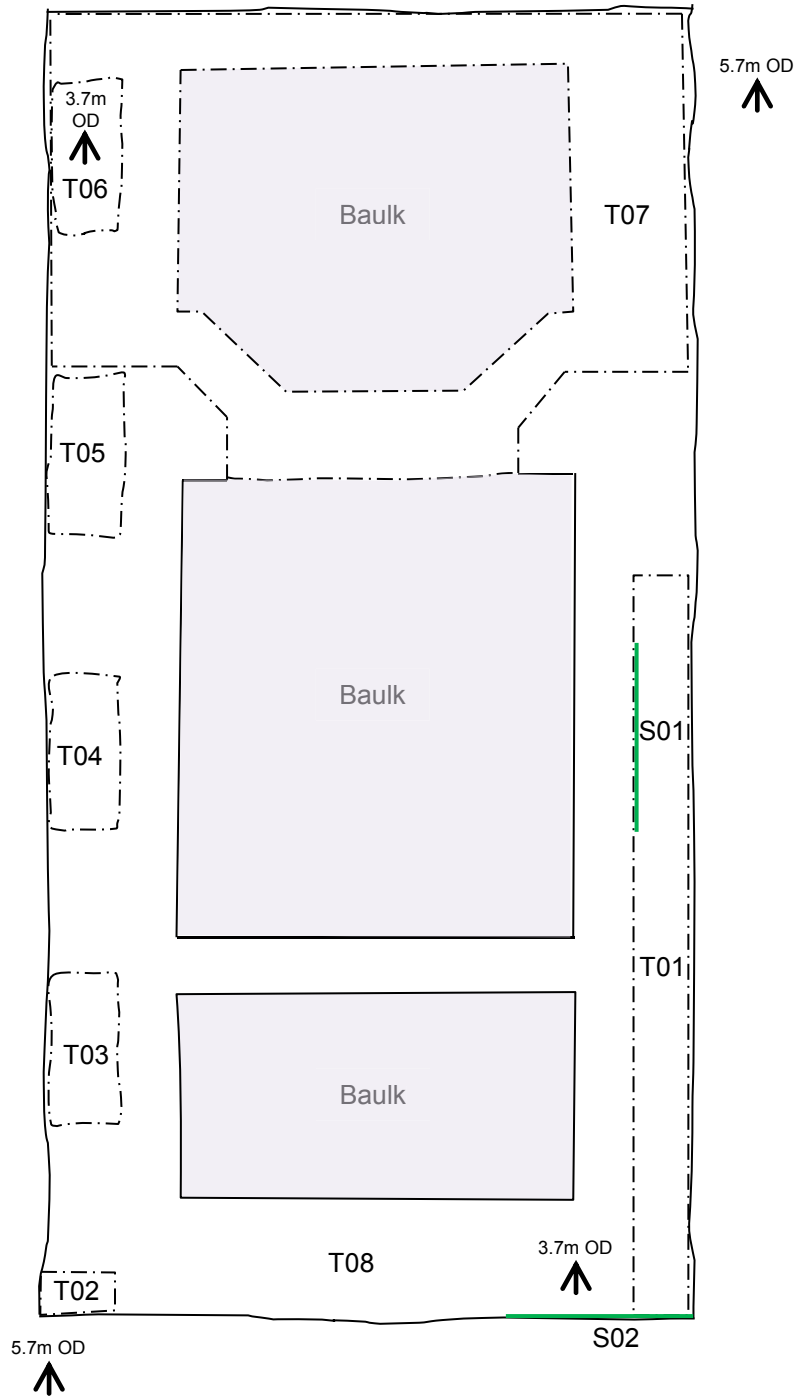 5.7m OD
3.7m
OD
T06
Baulk
T07
T05
Baulk
S01
T04
T01
T03
Baulk
3.7m OD
T08
T02
S02
5.7m OD